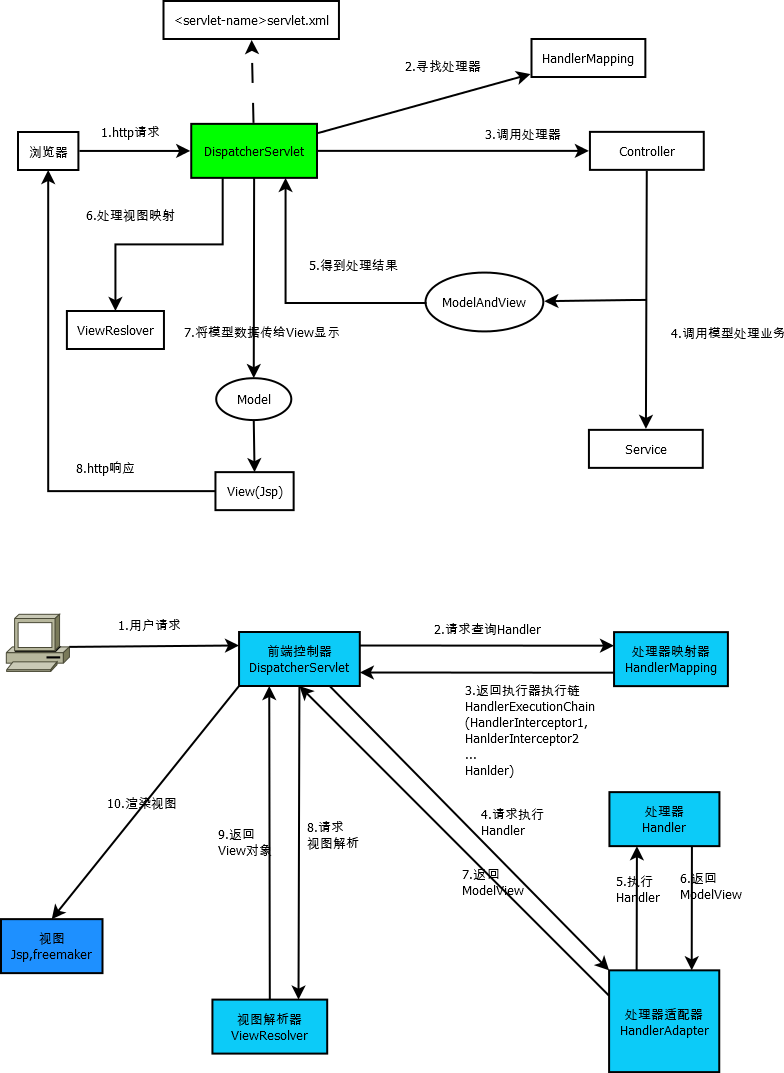 <servlet-name>servlet.xml
2.寻找处理器
HandlerMapping
1.http请求
3.调用处理器
浏览器
DispatcherServlet
Controller
6.处理视图映射
5.得到处理结果
ModelAndView
ViewReslover
7.将模型数据传给View显示
4.调用模型处理业务
Model
Service
8.http响应
View(Jsp)
1.用户请求
2.请求查询Handler
前端控制器
DispatcherServlet
处理器映射器
HandlerMapping
3.返回执行器执行链
HandlerExecutionChain
(HandlerInterceptor1,
HanlderInterceptor2
...
Hanlder)
10.渲染视图
4.请求执行
Handler
处理器
Handler
9.返回
View对象
8.请求
视图解析
7.返回
ModelView
5.执行
Handler
6.返回
ModelView
视图
Jsp,freemaker
视图解析器
ViewResolver
处理器适配器
HandlerAdapter